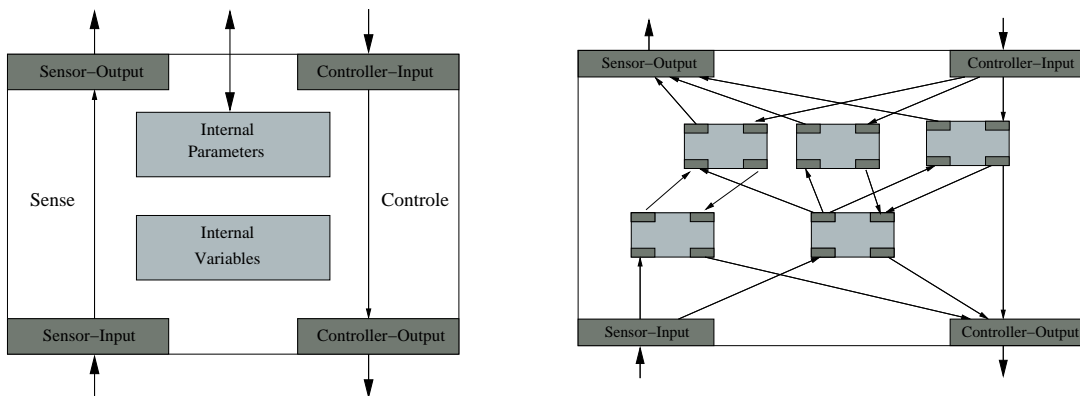 Sensor–Output
Controller–Input
Internal
Parameters
Sense
Controle
Internal
Variables
Sensor–Input
Controller–Output
Sensor–Output
Controller–Input
Sensor–Input
Controller–Output